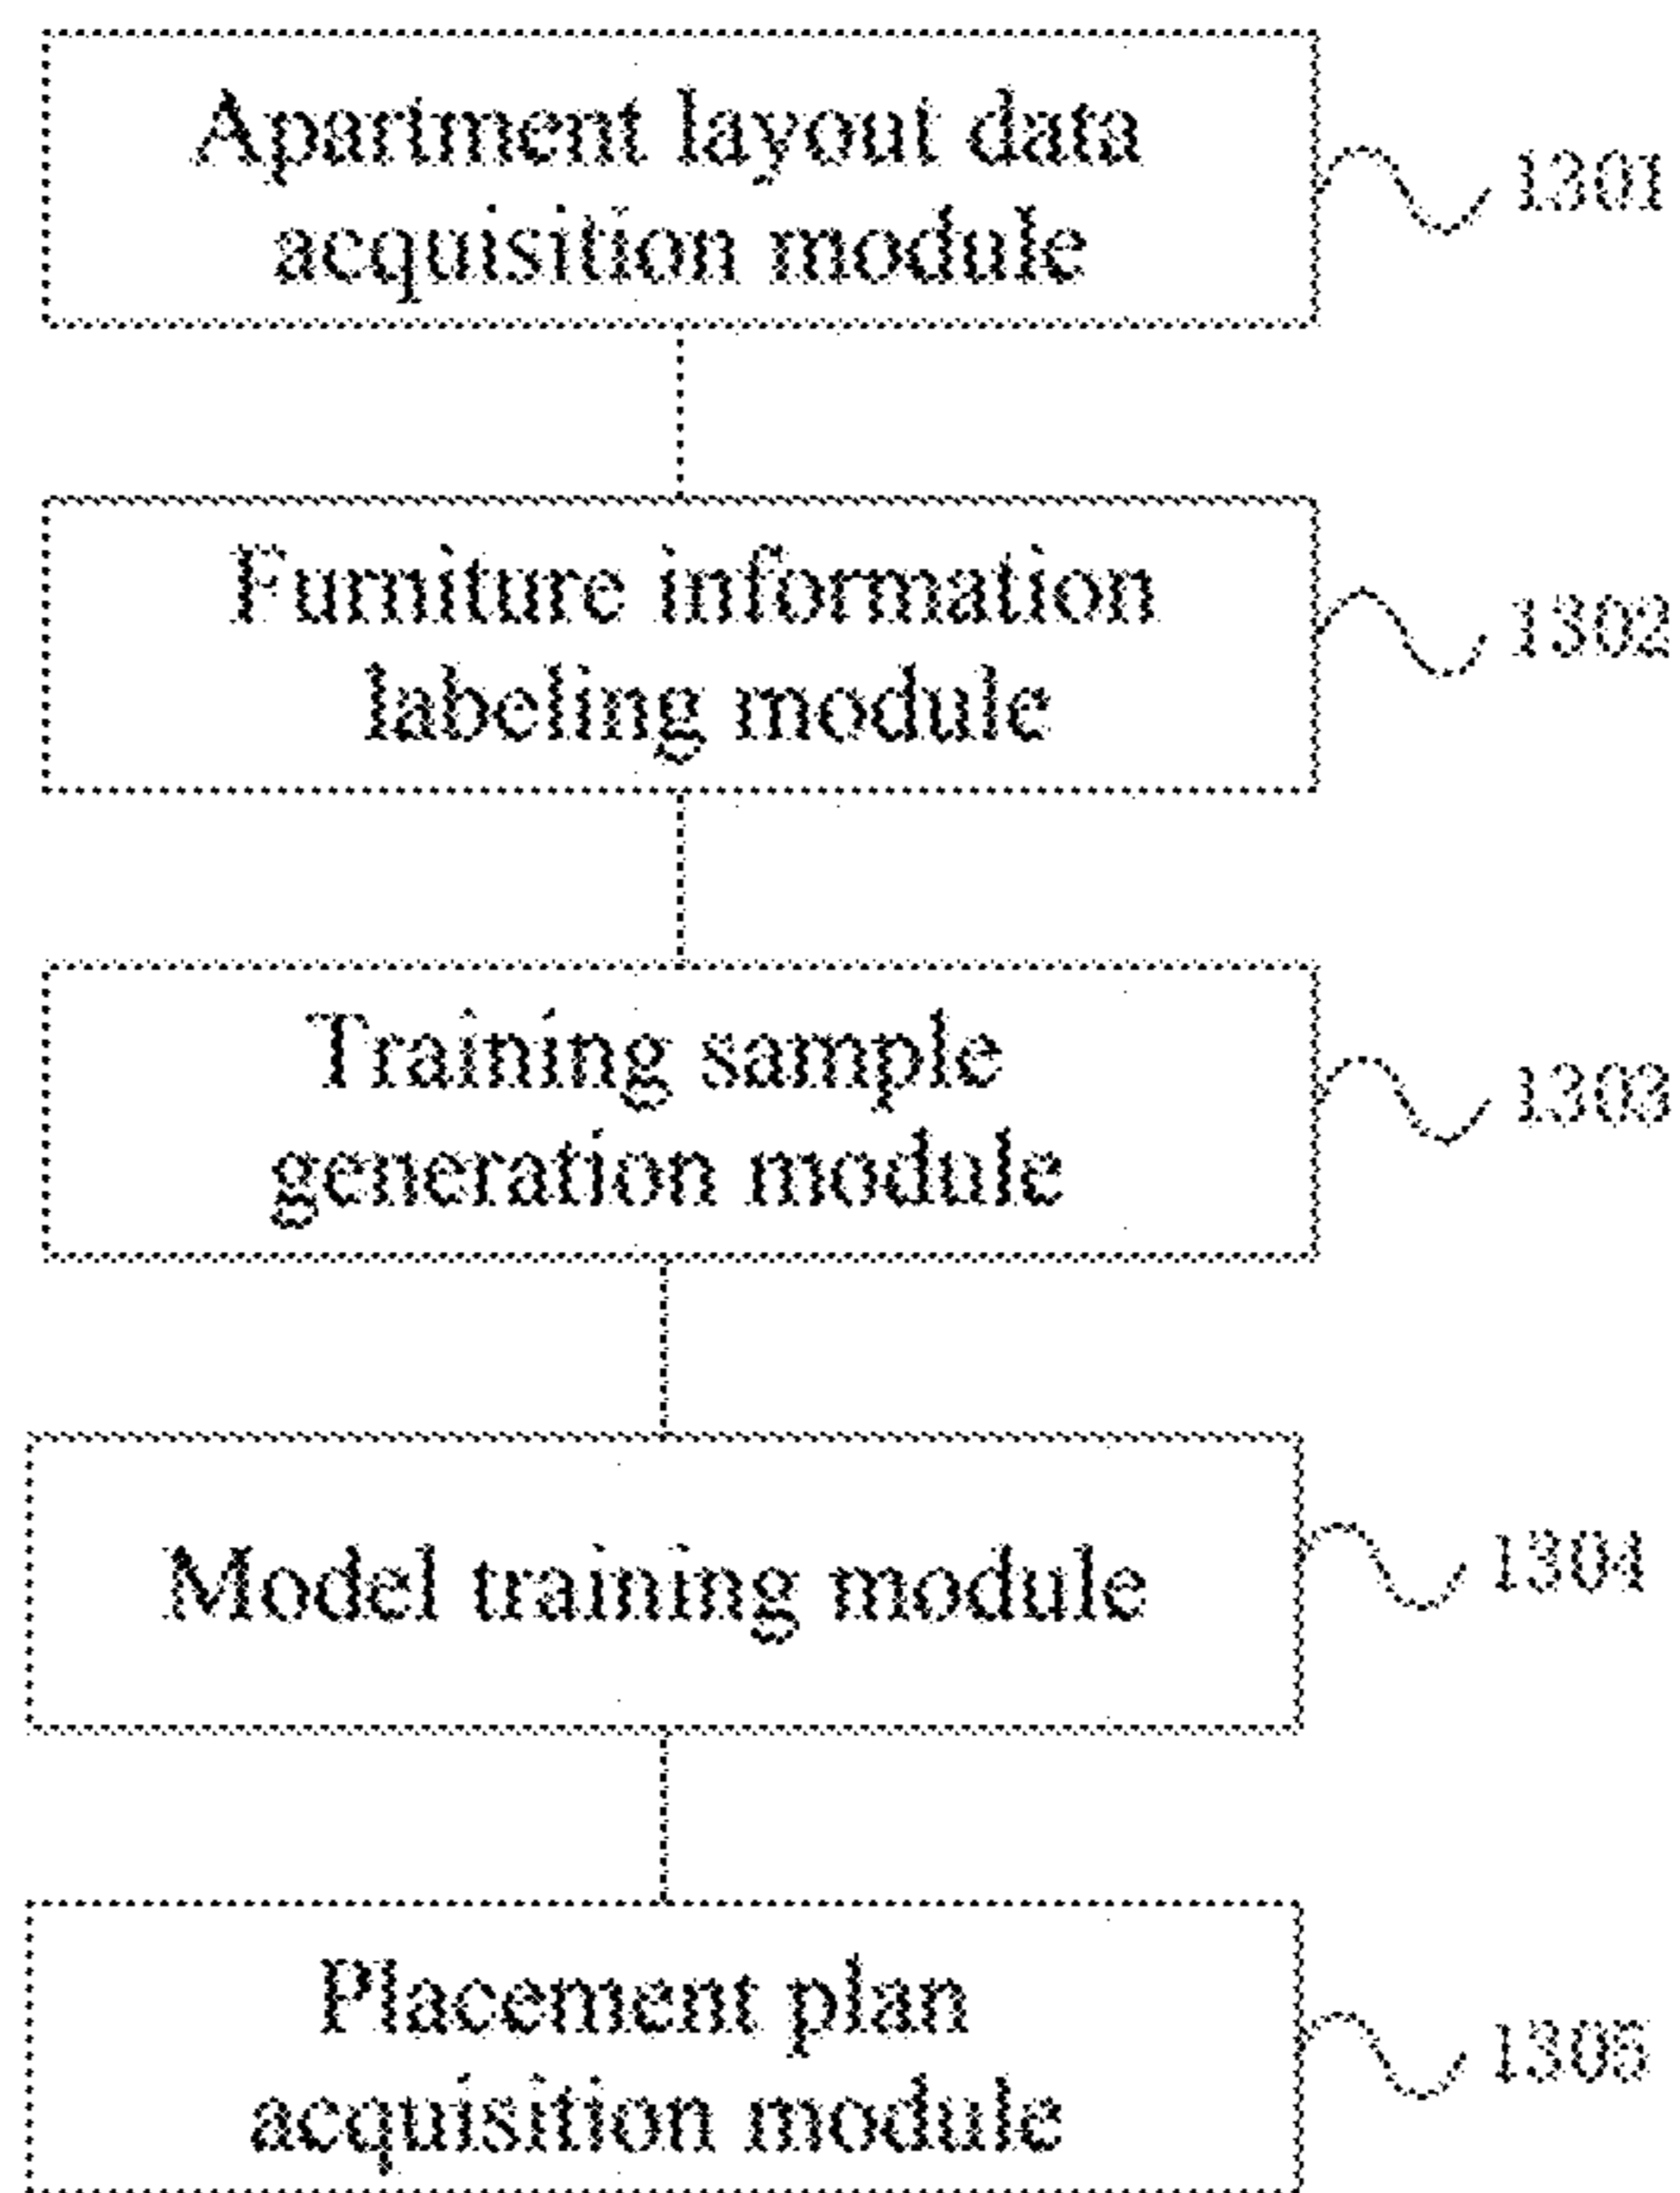 Apartment layout data
acquisition module
1301
Furniture information
labeling module
1302
Training sample
generation module
1303
Model training module
1304
Placement plan
acquisition module
1305